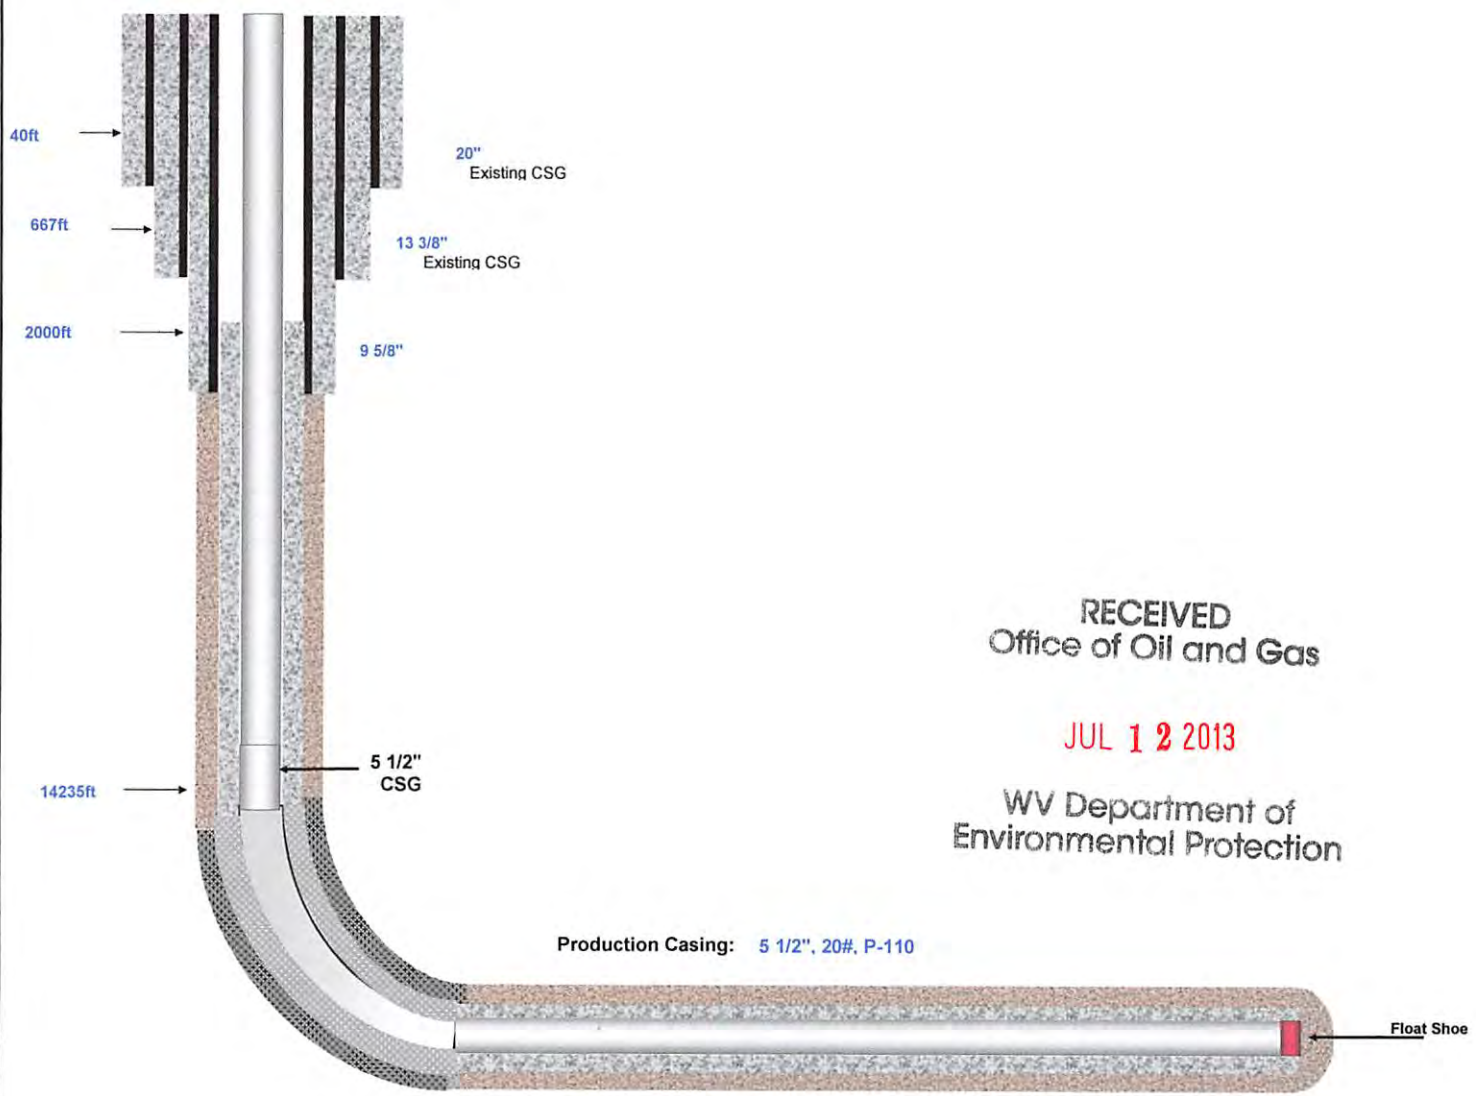 40ft
20"
Existing CSG
667ft
13 3/8"
Existing CSG
2000ft
9 5/8"
RECEIVED
Office of Oil and Gas
JUL 12 2013
WV Department of
Environmental Protection
5 1/2"
CSG
14235ft
Production Casing: 5 1/2", 20#, P-110
Float Shoe